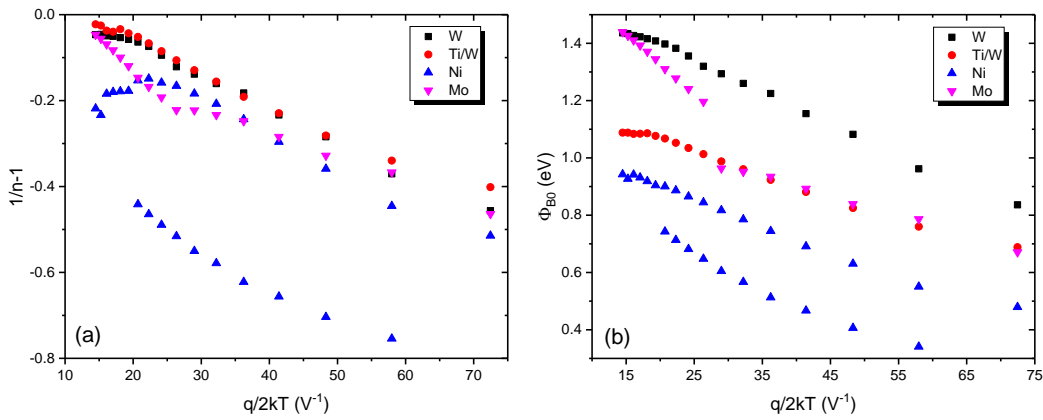 0.0
-0.2
-0.4
-0.6
-0.8
1/n-1
W
Ti/W
Ni
Mo
(a)
10 20 30 40 50 60 70
q/2kT (V⁻¹)
1.4
1.2
1.0
0.8
0.6
0.4
Φ_B0 (eV)
W
Ti/W
Ni
Mo
(b)
15 25 35 45 55 65 75
q/2kT (V⁻¹)